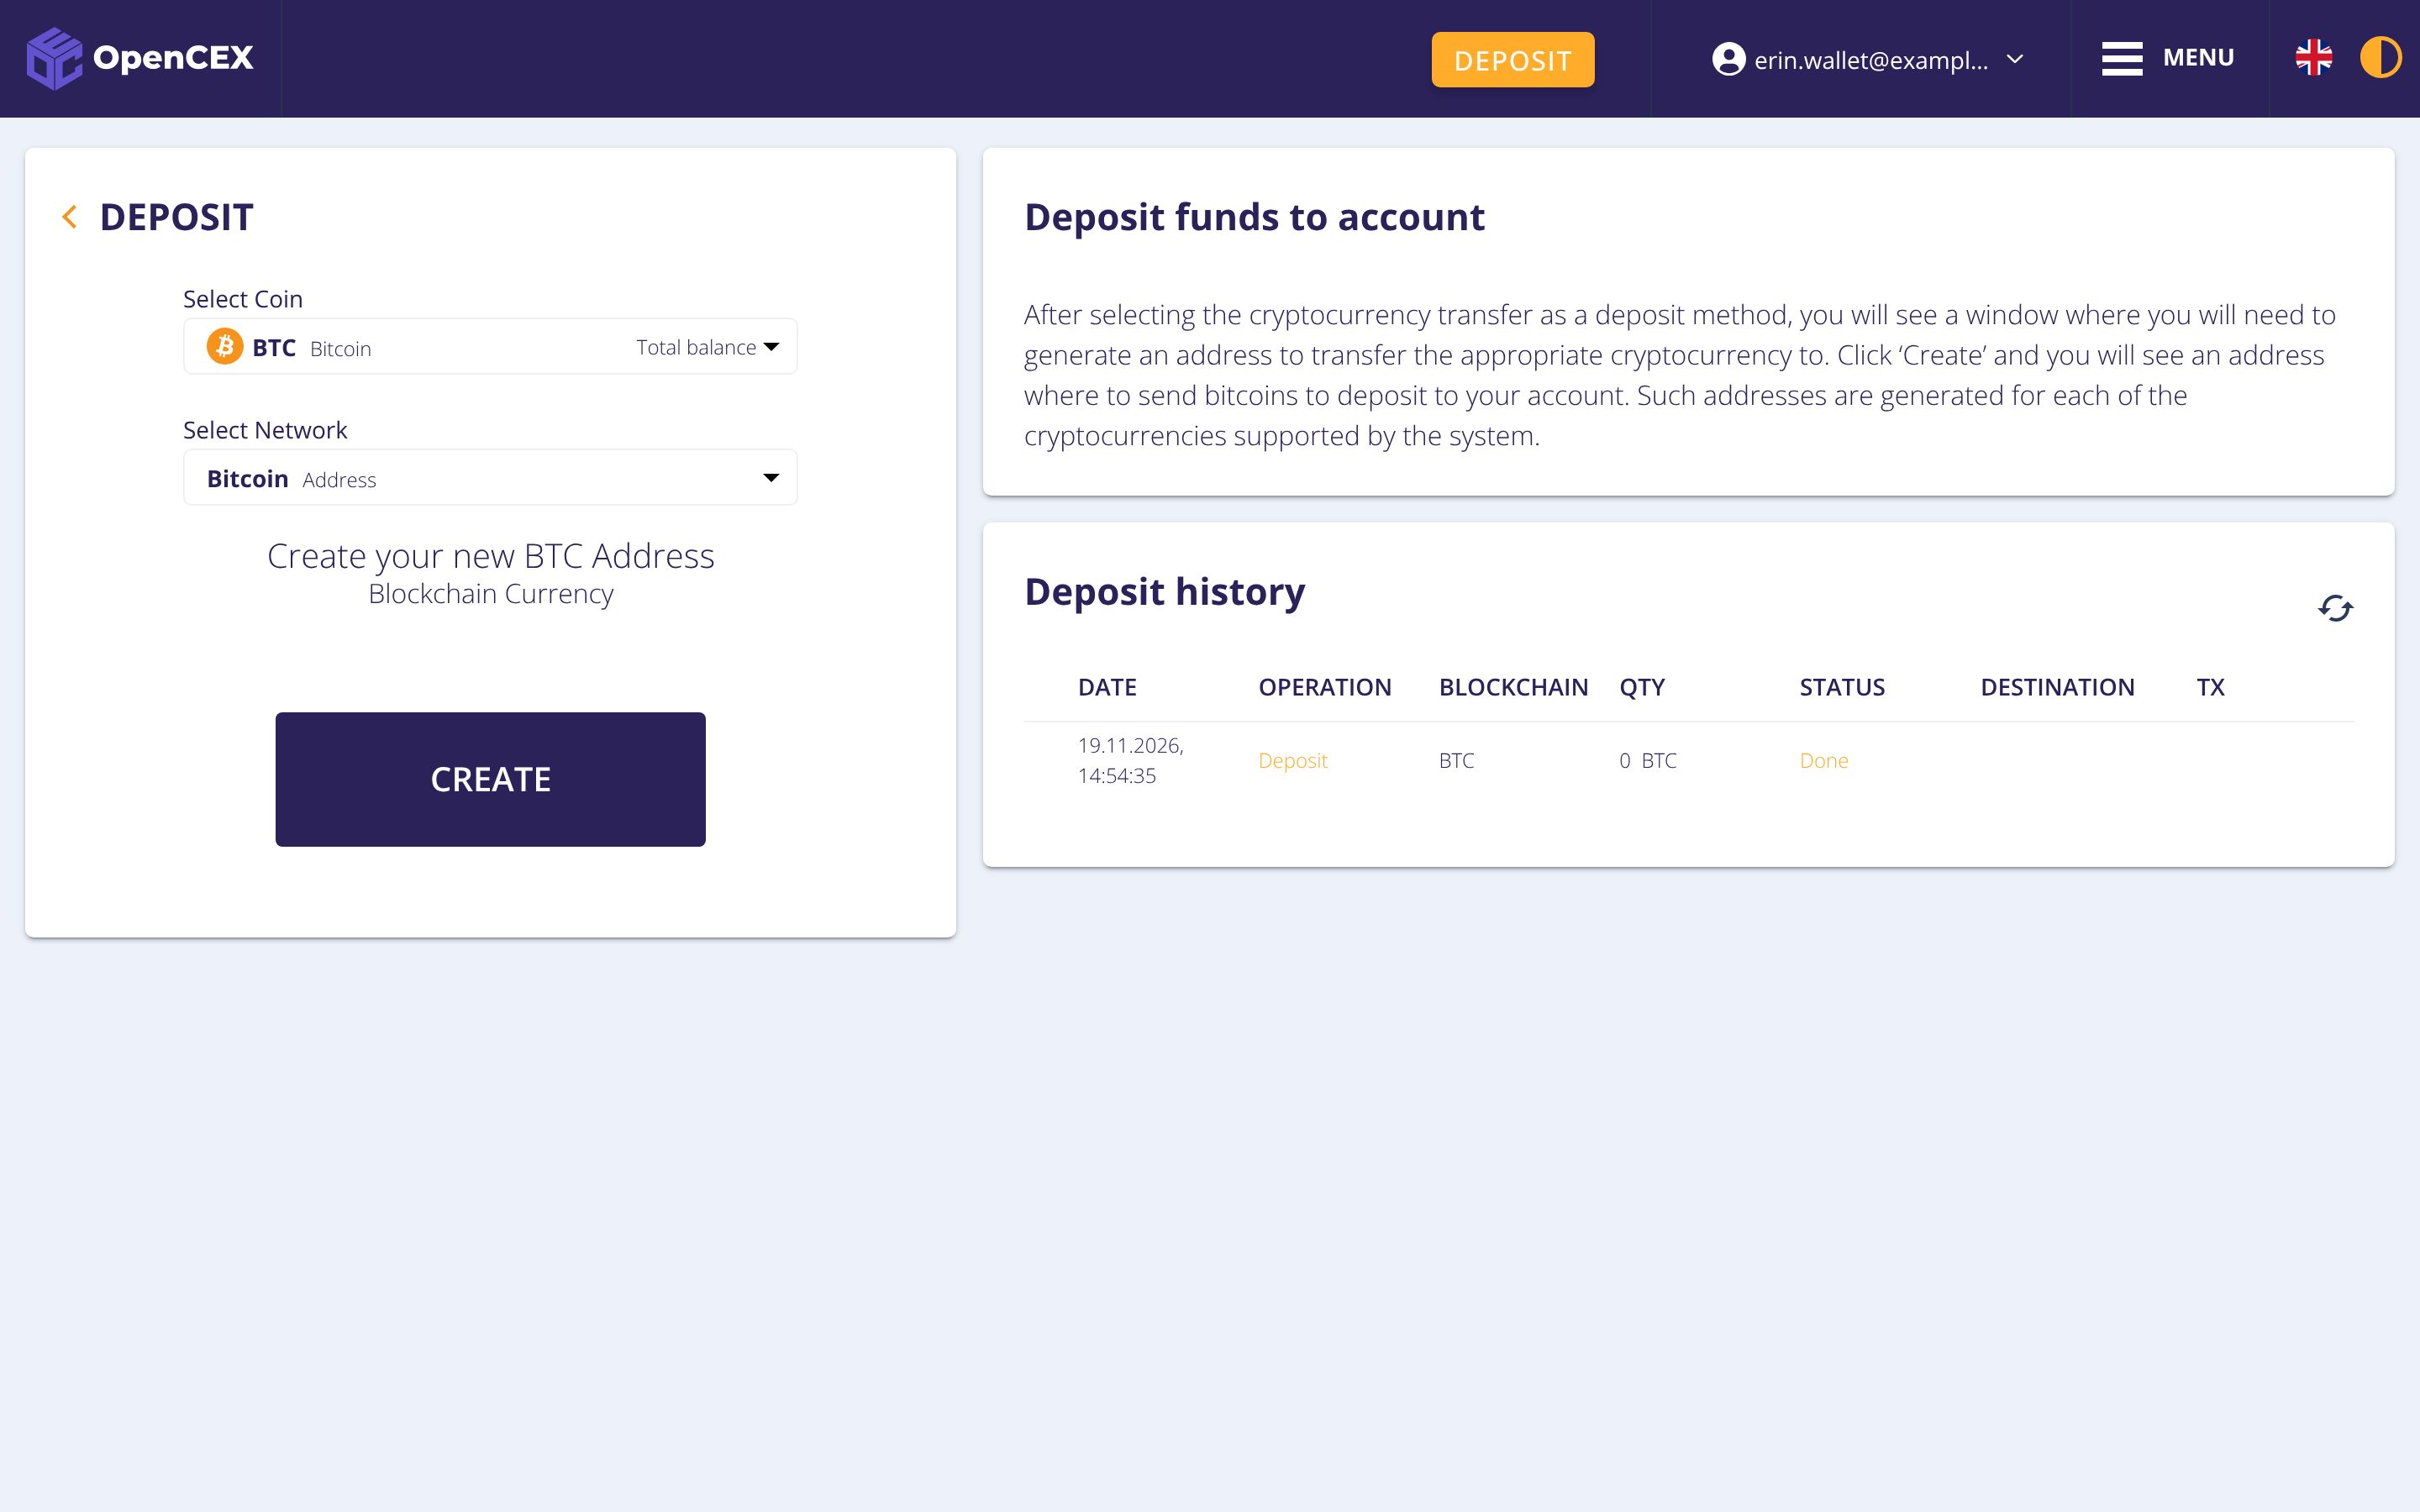 OpenCEX
DEPOSIT
erin.wallet@exampl...
MENU
DEPOSIT
Select Coin
BTC Bitcoin Total balance
Select Network
Bitcoin Address
Create your new BTC Address
Blockchain Currency
CREATE
Deposit funds to account
After selecting the cryptocurrency transfer as a deposit method, you will see a window where you will need to
generate an address to transfer the appropriate cryptocurrency to. Click ‘Create’ and you will see an address
where to send bitcoins to deposit to your account. Such addresses are generated for each of the
cryptocurrencies supported by the system.
Deposit history
DATE OPERATION BLOCKCHAIN QTY STATUS DESTINATION TX
19.11.2026,
14:54:35 Deposit BTC 0 BTC Done